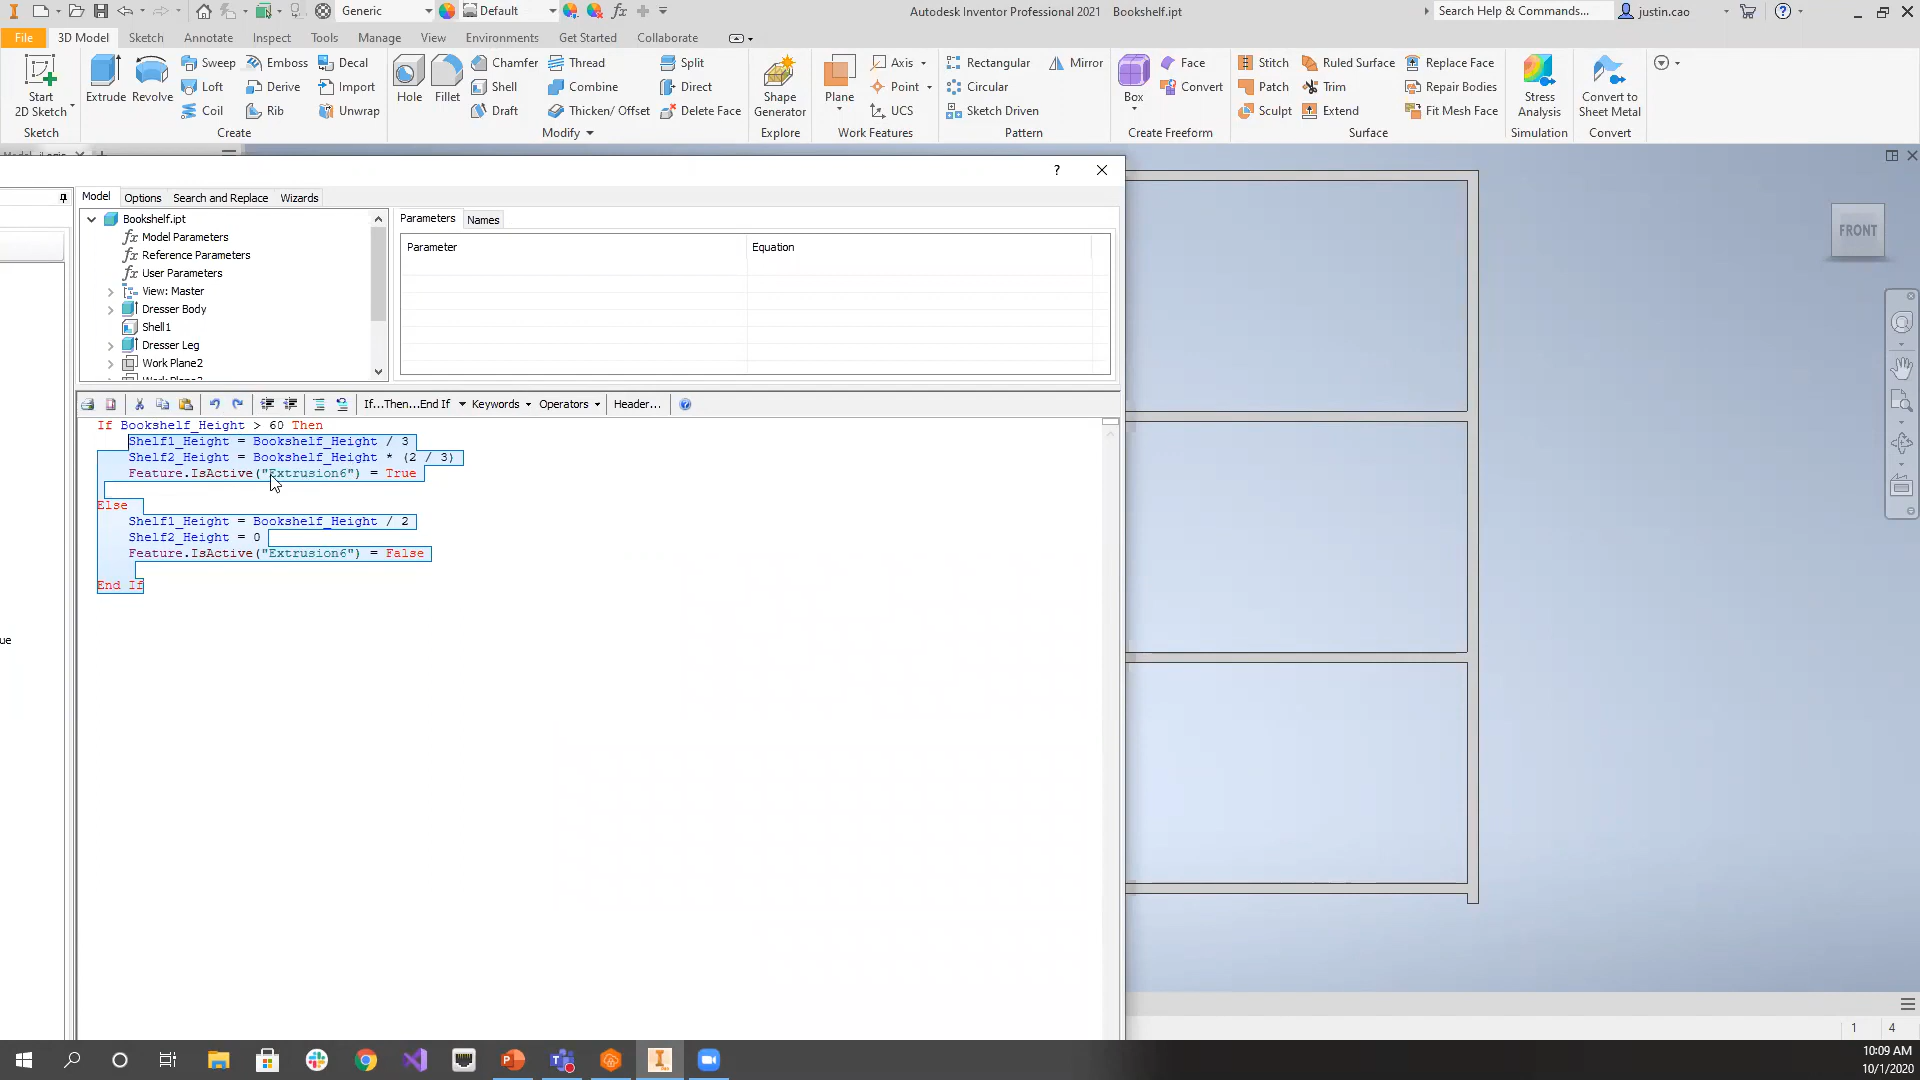 Generic
Default
Autodesk Inventor Professional 2021 Bookshelf.ipt
Search Help & Commands...
justin.cao
File
3D Model
Sketch
Annotate
Inspect
Tools
Manage
View
Environments
Get Started
Collaborate
Start
2D Sketch
Extrude
Revolve
Sweep
Loft
Coil
Emboss
Derive
Rib
Decal
Import
Unwrap
Hole
Fillet
Chamfer
Shell
Draft
Thread
Combine
Thicken/ Offset
Split
Direct
Delete Face
Shape
Generator
Plane
Axis
Point
UCS
Rectangular
Circular
Sketch Driven
Mirror
Box
Face
Convert
Stitch
Patch
Sculpt
Ruled Surface
Trim
Extend
Replace Face
Repair Bodies
Fit Mesh Face
Stress
Analysis
Convert to
Sheet Metal
Sketch
Create
Modify
Explore
Work Features
Pattern
Create Freeform
Surface
Simulation
Convert
?
Model
Options
Search and Replace
Wizards
Bookshelf.ipt
fx Model Parameters
fx Reference Parameters
fx User Parameters
View: Master
Dresser Body
Shell1
Dresser Leg
Work Plane2
Parameters
Names
Parameter
Equation
If...Then...End If
Keywords
Operators
Header...
If Bookshelf_Height > 60 Then
Shelf1_Height = Bookshelf_Height / 3
Shelf2_Height = Bookshelf_Height * (2 / 3)
Feature.IsActive("Extrusion6") = True
Else
Shelf1_Height = Bookshelf_Height / 2
Shelf2_Height = 0
Feature.IsActive("Extrusion6") = False
End If
ue
FRONT
1 4
10:09 AM
10/1/2020